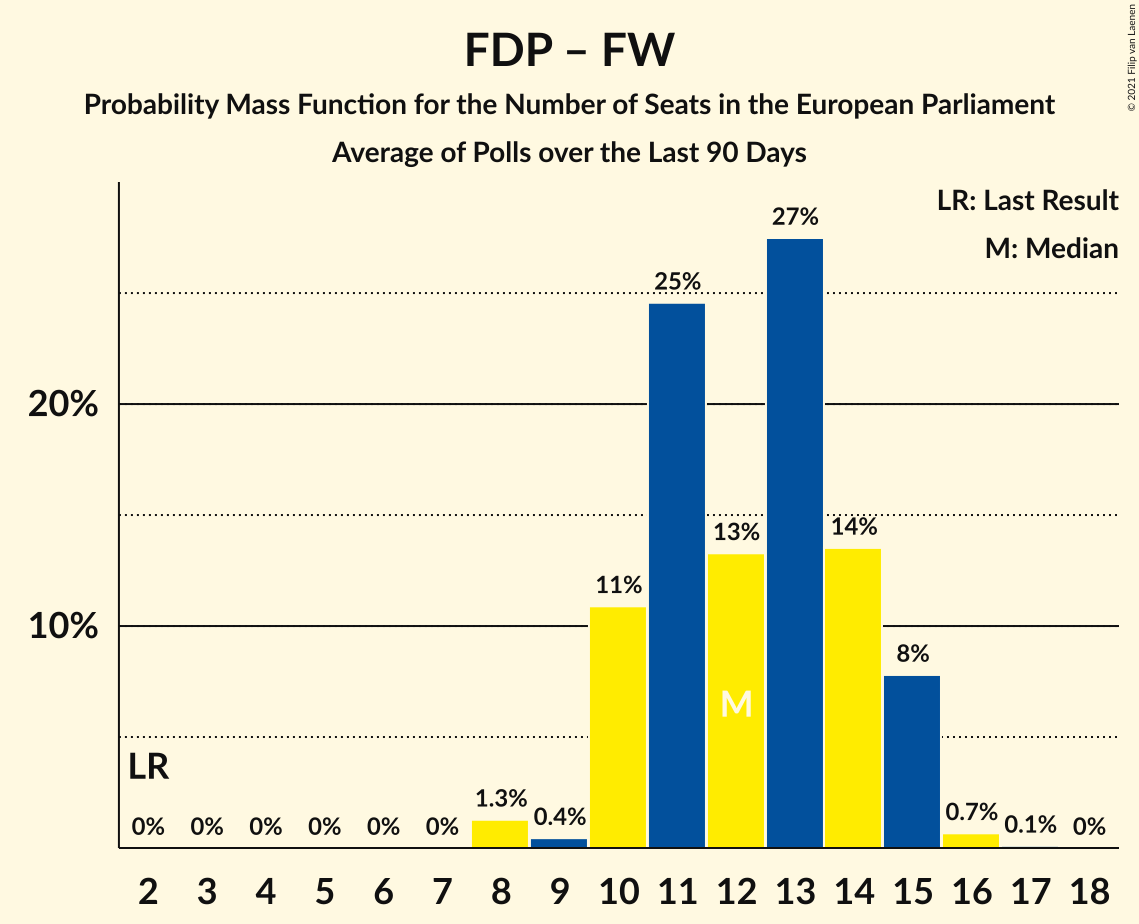 FDP – FW
Probability Mass Function for the Number of Seats in the European Parliament
Average of Polls over the Last 90 Days
© 2021 Filip van Laenen
LR: Last Result
M: Median
20%
10%
LR
M
0%
0%
0%
0%
0%
0%
1.3%
0.4%
11%
25%
13%
27%
14%
8%
0.7%
0.1%
0%
2 3 4 5 6 7 8 9 10 11 12 13 14 15 16 17 18